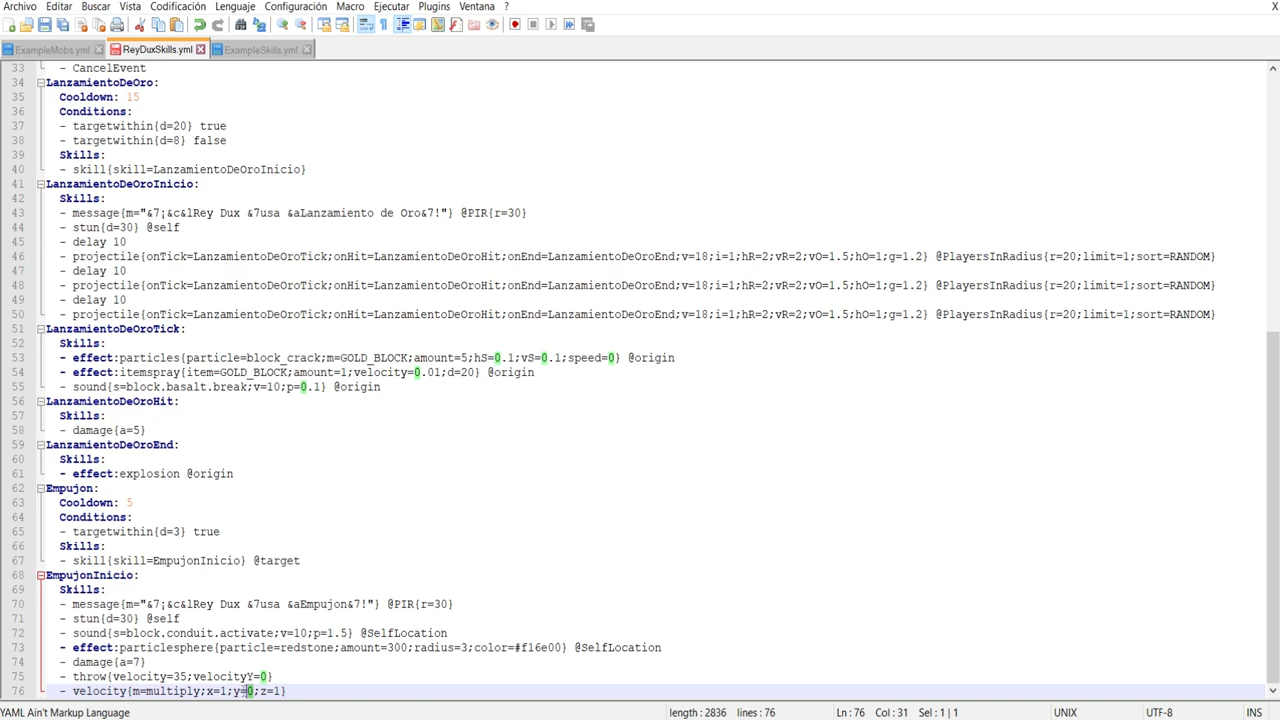 Archivo Editar Buscar Vista Codificación Lenguaje Configuración Macro Ejecutar Plugins Ventana ? X
ExampleMobs.yml ReyDuxSkills.yml ExampleSkills.yml
33 - CancelEvent
34 LanzamientoDeOro:
35 Cooldown: 15
36 Conditions:
37 - targetwithin{d=20} true
38 - targetwithin{d=8} false
39 Skills:
40 - skill{skill=LanzamientoDeOroInicio}
41 LanzamientoDeOroInicio:
42 Skills:
43 - message{m="&7¡&c&lRey Dux &7usa &aLanzamiento de Oro&7!"} @PIR{r=30}
44 - stun{d=30} @self
45 - delay 10
46 - projectile{onTick=LanzamientoDeOroTick;onHit=LanzamientoDeOroHit;onEnd=LanzamientoDeOroEnd;v=18;i=1;hR=2;vR=2;vO=1.5;hO=1;g=1.2} @PlayersInRadius{r=20;limit=1;sort=RANDOM}
47 - delay 10
48 - projectile{onTick=LanzamientoDeOroTick;onHit=LanzamientoDeOroHit;onEnd=LanzamientoDeOroEnd;v=18;i=1;hR=2;vR=2;vO=1.5;hO=1;g=1.2} @PlayersInRadius{r=20;limit=1;sort=RANDOM}
49 - delay 10
50 - projectile{onTick=LanzamientoDeOroTick;onHit=LanzamientoDeOroHit;onEnd=LanzamientoDeOroEnd;v=18;i=1;hR=2;vR=2;vO=1.5;hO=1;g=1.2} @PlayersInRadius{r=20;limit=1;sort=RANDOM}
51 LanzamientoDeOroTick:
52 Skills:
53 - effect:particles{particle=block_crack;m=GOLD_BLOCK;amount=5;hS=0.1;vS=0.1;speed=0} @origin
54 - effect:itemspray{item=GOLD_BLOCK;amount=1;velocity=0.01;d=20} @origin
55 - sound{s=block.basalt.break;v=10;p=0.1} @origin
56 LanzamientoDeOroHit:
57 Skills:
58 - damage{a=5}
59 LanzamientoDeOroEnd:
60 Skills:
61 - effect:explosion @origin
62 Empujon:
63 Cooldown: 5
64 Conditions:
65 - targetwithin{d=3} true
66 Skills:
67 - skill{skill=EmpujonInicio} @target
68 EmpujonInicio:
69 Skills:
70 - message{m="&7¡&c&lRey Dux &7usa &aEmpujon&7!"} @PIR{r=30}
71 - stun{d=30} @self
72 - sound{s=block.conduit.activate;v=10;p=1.5} @SelfLocation
73 - effect:particlesphere{particle=redstone;amount=300;radius=3;color=#f16e00} @SelfLocation
74 - damage{a=7}
75 - throw{velocity=35;velocityY=0}
76 - velocity{m=multiply;x=1;y=0;z=1}
YAML Ain't Markup Language length : 2836 lines : 76 Ln : 76 Col : 31 Sel : 1 | 1 UNIX UTF-8 INS